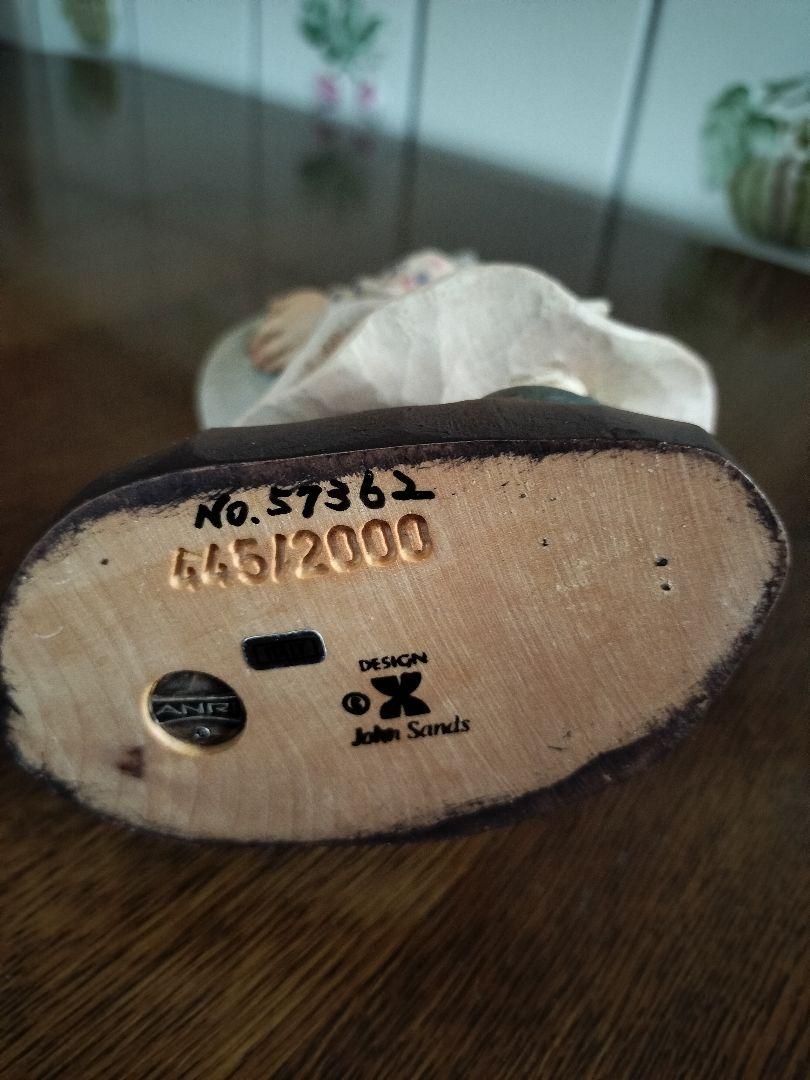 No. 57362
445/2000
DESIGN
ANRI
®
John Sands